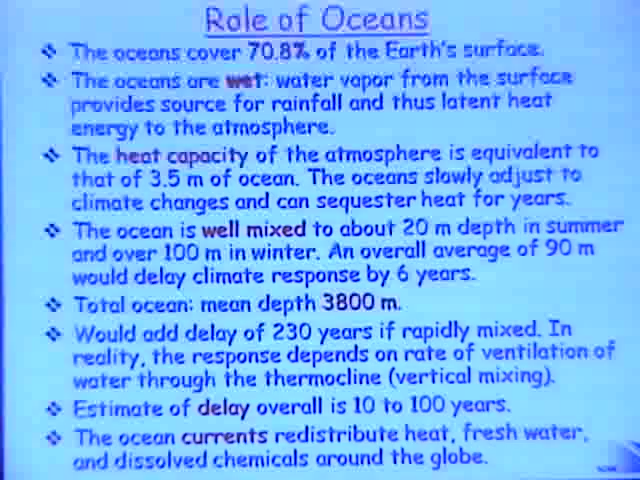 Role of Oceans
❖ The oceans cover 70.8% of the Earth's surface.
❖ The oceans are wet: water vapor from the surface
provides source for rainfall and thus latent heat
energy to the atmosphere.
❖ The heat capacity of the atmosphere is equivalent to
that of 3.5 m of ocean. The oceans slowly adjust to
climate changes and can sequester heat for years.
❖ The ocean is well mixed to about 20 m depth in summer
and over 100 m in winter. An overall average of 90 m
would delay climate response by 6 years.
❖ Total ocean: mean depth 3800 m.
❖ Would add delay of 230 years if rapidly mixed. In
reality, the response depends on rate of ventilation of
water through the thermocline (vertical mixing).
❖ Estimate of delay overall is 10 to 100 years.
❖ The ocean currents redistribute heat, fresh water,
and dissolved chemicals around the globe.